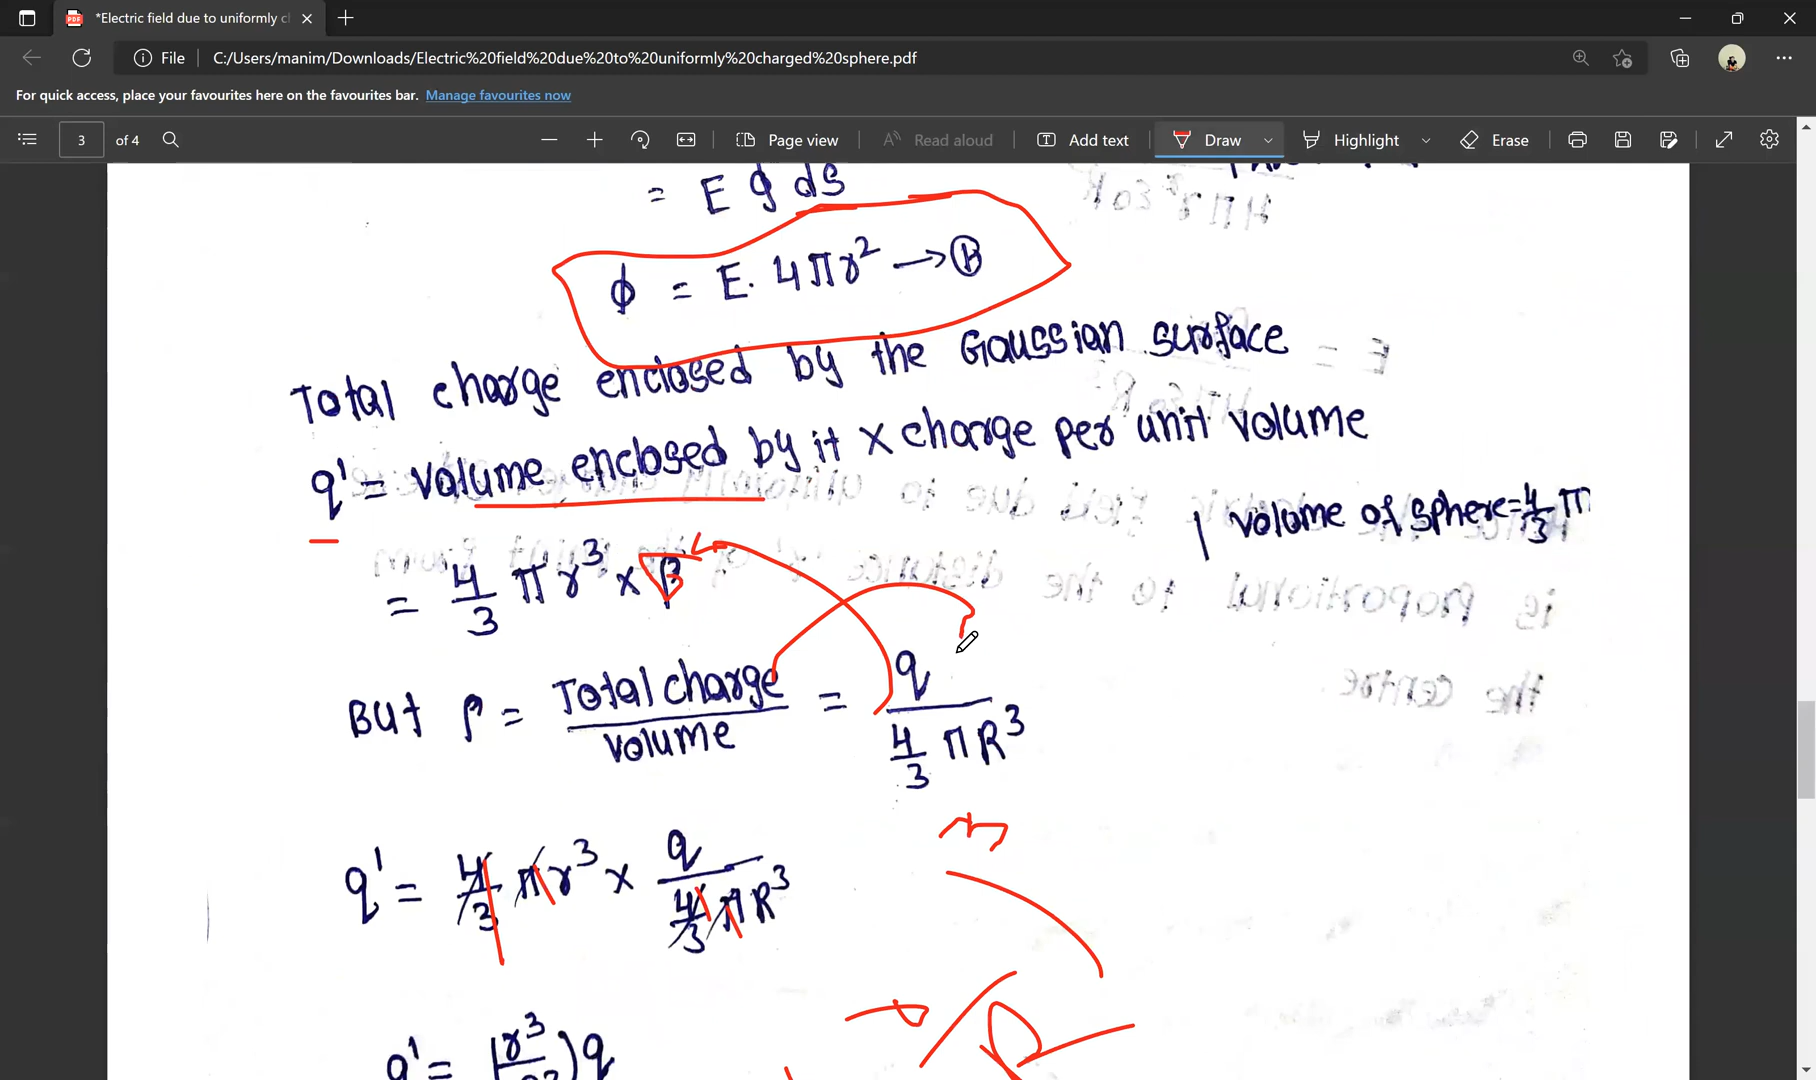 *Electric field due to uniformly cl
File C:/Users/manim/Downloads/Electric%20field%20due%20to%20uniformly%20charged%20sphere.pdf
For quick access, place your favourites here on the favourites bar. Manage favourites now
3 of 4 Page view Read aloud Add text Draw Highlight Erase
= E ∮ ds
ϕ = E. 4πr² → Ⓑ
Total charge enclosed by the Gaussian surface
q' = volume enclosed by it × charge per unit volume
| volume of sphere = 4/3 π
= 4/3 πr³ × ρ
But ρ = Total charge / volume = q / 4/3 πR³
q' = 4/3 πr³ × q / 4/3 πR³
q' = (r³/R³) q